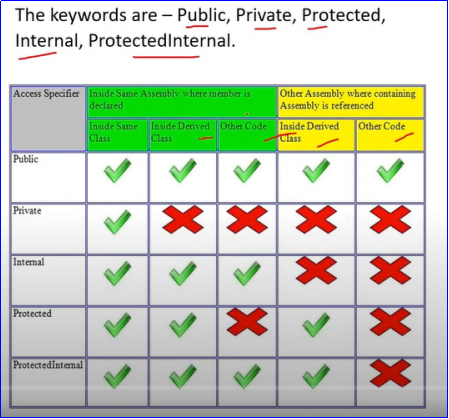 The keywords are – Public, Private, Protected,
Internal, ProtectedInternal.
Access Specifier
Inside Same Assembly where member is
declared
Other Assembly where containing
Assembly is referenced
Inside Same
Class
Inside Derived
Class
Other Code
Inside Derived
Class
Other Code
Public
Private
Internal
Protected
ProtectedInternal